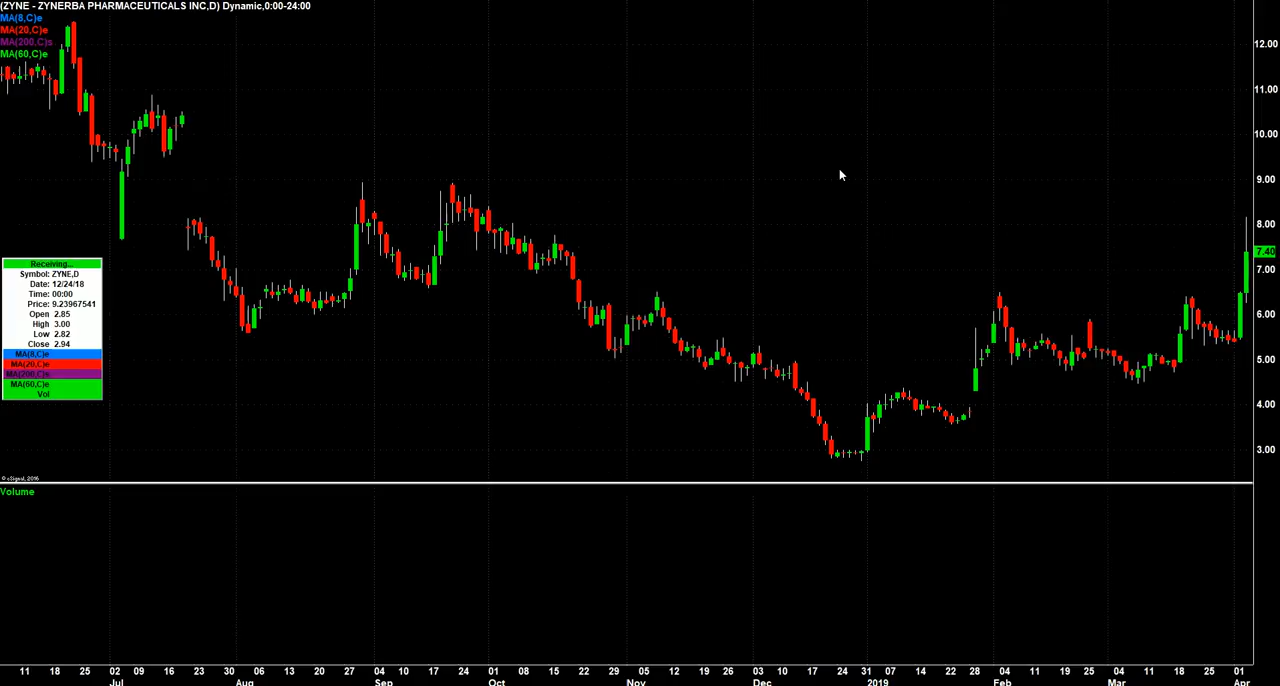 (ZYNE - ZYNERBA PHARMACEUTICALS INC,D) Dynamic,0:00-24:00
MA(8,C)e
MA(20,C)e
MA(200,C)s
MA(60,C)e
12.00
11.00
10.00
9.00
8.00
7.40
7.00
6.00
5.00
4.00
3.00
Receiving...
Symbol: ZYNE,D
Date: 12/24/18
Time: 00:00
Price: 9.23967541
Open 2.85
High 3.00
Low 2.82
Close 2.94
MA(8,C)e
MA(20,C)e
MA(200,C)s
MA(60,C)e
Vol
© eSignal, 2016
Volume
11 18 25 02 09 16 23 30 06 13 20 27 04 10 17 24 01 08 15 22 29 05 12 19 26 03 10 17 24 31 07 14 22 28 04 11 19 25 04 11 18 25 01
Jul Aug Sep Oct Nov Dec 2019 Feb Mar Apr